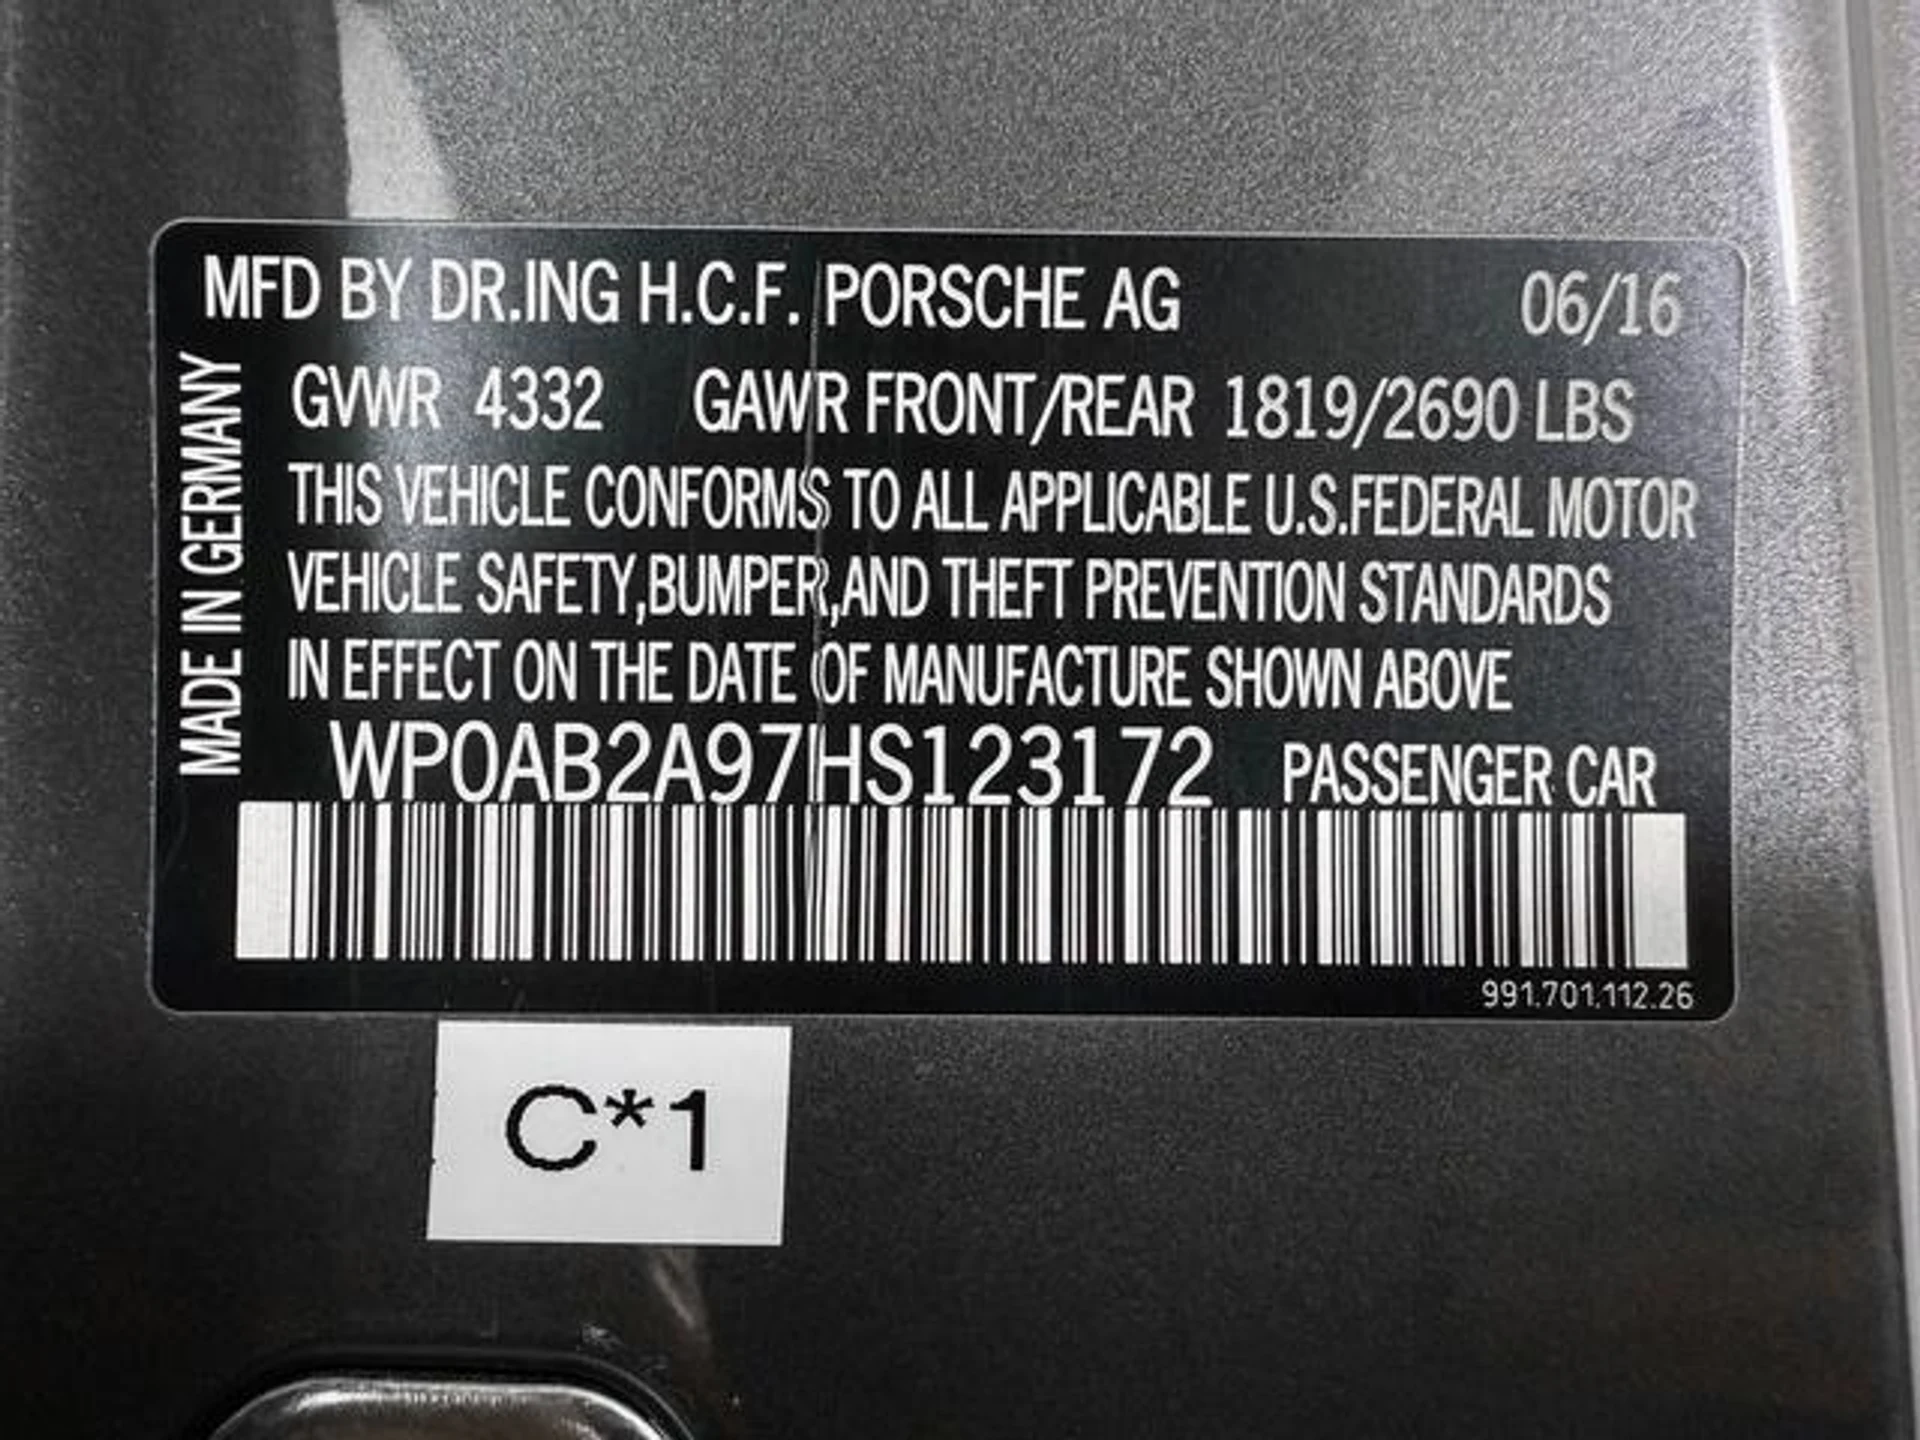 MFD BY DR.ING H.C.F. PORSCHE AG 06/16
GVWR 4332 GAWR FRONT/REAR 1819/2690 LBS
THIS VEHICLE CONFORMS TO ALL APPLICABLE U.S.FEDERAL MOTOR
VEHICLE SAFETY,BUMPER,AND THEFT PREVENTION STANDARDS
IN EFFECT ON THE DATE OF MANUFACTURE SHOWN ABOVE
WP0AB2A97HS123172 PASSENGER CAR
MADE IN GERMANY
991.701.112.26
C*1